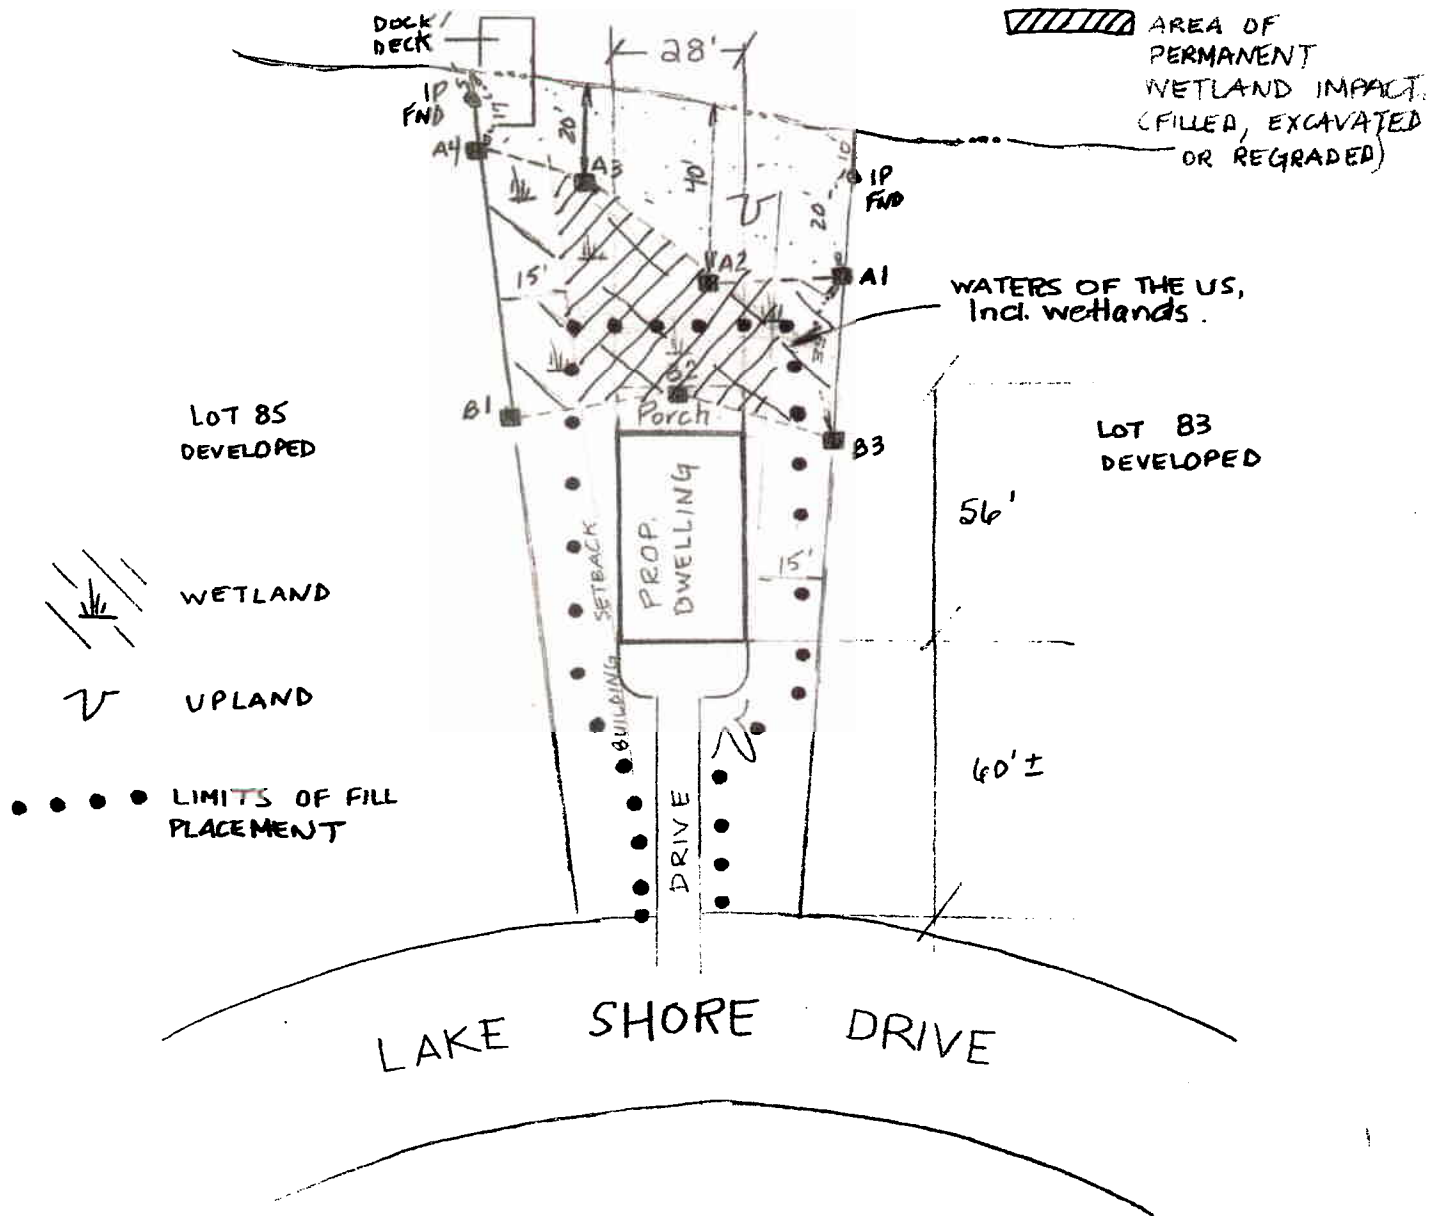 DOCK/
DECK
28'
AREA OF
PERMANENT
WETLAND IMPACT.
(FILLED, EXCAVATED
OR REGRADED)
5'
IP
FND
17'
20'
A4
A3
40'
10'
IP
FND
20'
A2
A1
15'
WATERS OF THE US,
Incl. wetlands.
35'
B2
B1
Porch
B3
LOT 85
DEVELOPED
LOT 83
DEVELOPED
PROP.
DWELLING
56'
15'
BUILDING SETBACK
WETLAND
UPLAND
LIMITS OF FILL
PLACEMENT
60'±
DRIVE
LAKE SHORE DRIVE